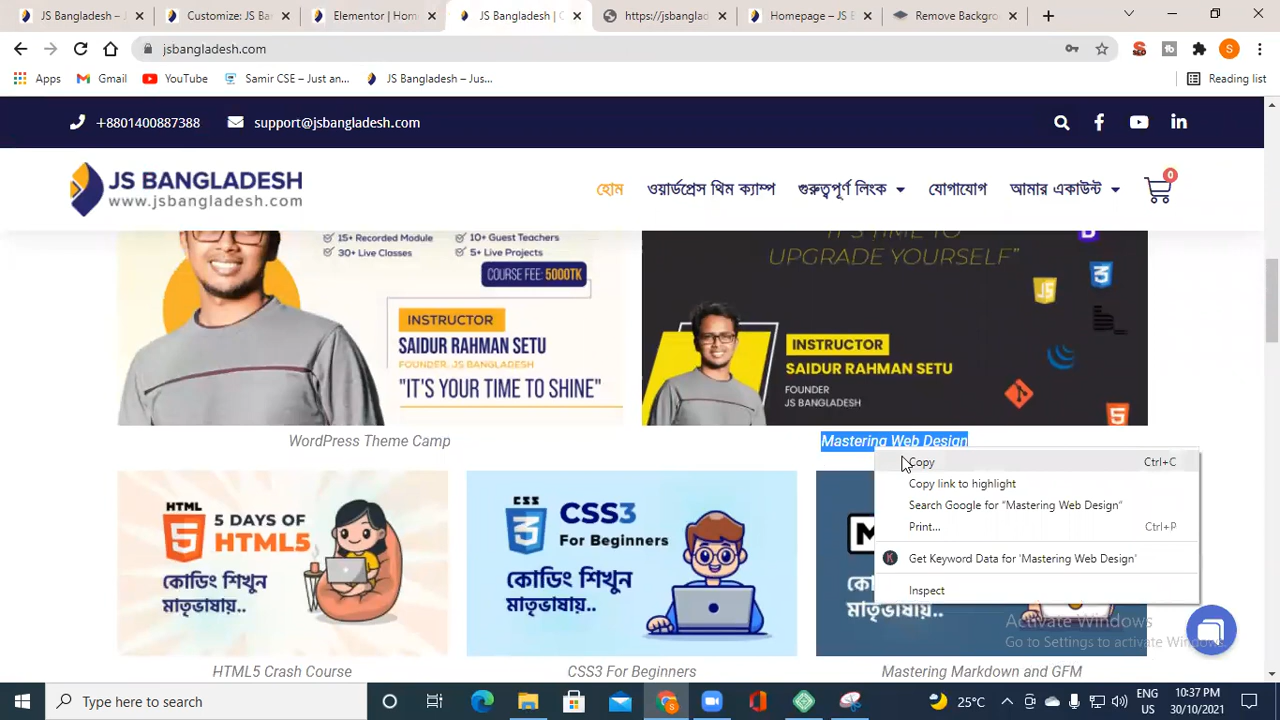 JS Bangladesh |
Customize: JS Ban
Elementor | Hom
JS Bangladesh | C
https://jsbanglad
Homepage – JS B
Remove Backgro
jsbangladesh.com
S
Apps
Gmail
YouTube
Samir CSE – Just an...
JS Bangladesh – Jus...
Reading list
+8801400887388
support@jsbangladesh.com
JS BANGLADESH
www.jsbangladesh.com
হোম
ওয়ার্ডপ্রেস থিম ক্যাম্প
গুরুত্বপূর্ণ লিংক
যোগাযোগ
আমার একাউন্ট
0
15+ Recorded Module
10+ Guest Teachers
30+ Live Classes
5+ Live Projects
COURSE FEE: 5000TK
INSTRUCTOR
SAIDUR RAHMAN SETU
FOUNDER, JS BANGLADESH
"IT'S YOUR TIME TO SHINE"
"IT'S TIME TO
UPGRADE YOURSELF"
INSTRUCTOR
SAIDUR RAHMAN SETU
FOUNDER
JS BANGLADESH
WordPress Theme Camp
Mastering Web Design
Copy Ctrl+C
Copy link to highlight
Search Google for "Mastering Web Design"
Print... Ctrl+P
Get Keyword Data for 'Mastering Web Design'
Inspect
HTML
5
5 DAYS OF
HTML5
কোডিং শিখুন
মাতৃভাষায়..
CSS
3
CSS3
For Beginners
কোডিং শিখুন
মাতৃভাষায়..
মাতৃভাষায়..
Activate Windows
Go to Settings to activate Windows.
HTML5 Crash Course
CSS3 For Beginners
Mastering Markdown and GFM
Type here to search
25°C
ENG
US
10:37 PM
30/10/2021